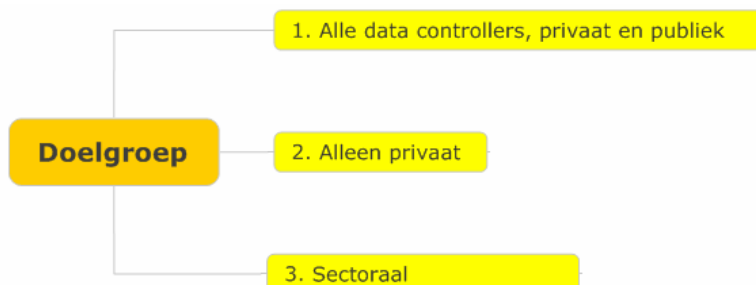 1. Alle data controllers, privaat en publiek
Doelgroep
2. Alleen privaat
3. Sectoraal